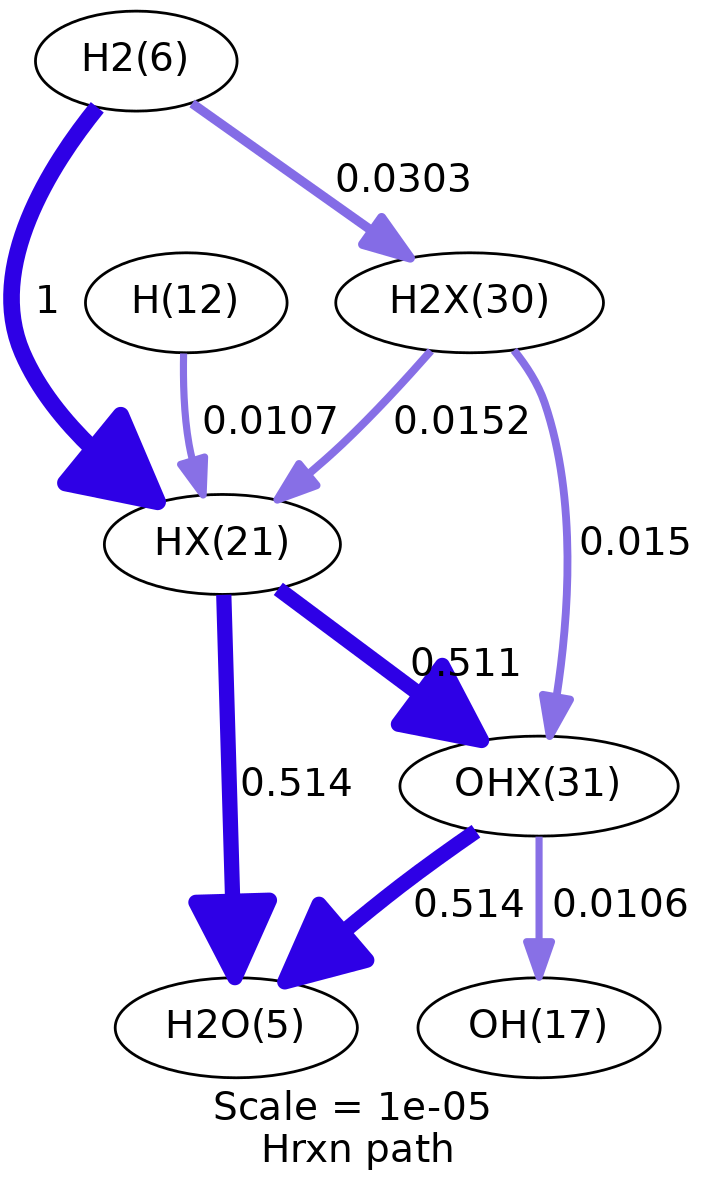 H2(6)
0.0303
1
H(12)
H2X(30)
0.0107
0.0152
HX(21)
0.015
0.511
0.514
OHX(31)
0.514
0.0106
H2O(5)
OH(17)
Scale = 1e-05
Hrxn path